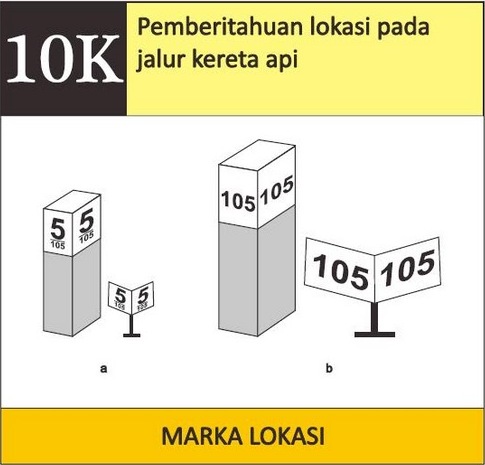 10K
Pemberitahuan lokasi pada
jalur kereta api
5 5
105 105
105 105
5 5
105 105
105 105
a
b
MARKA LOKASI